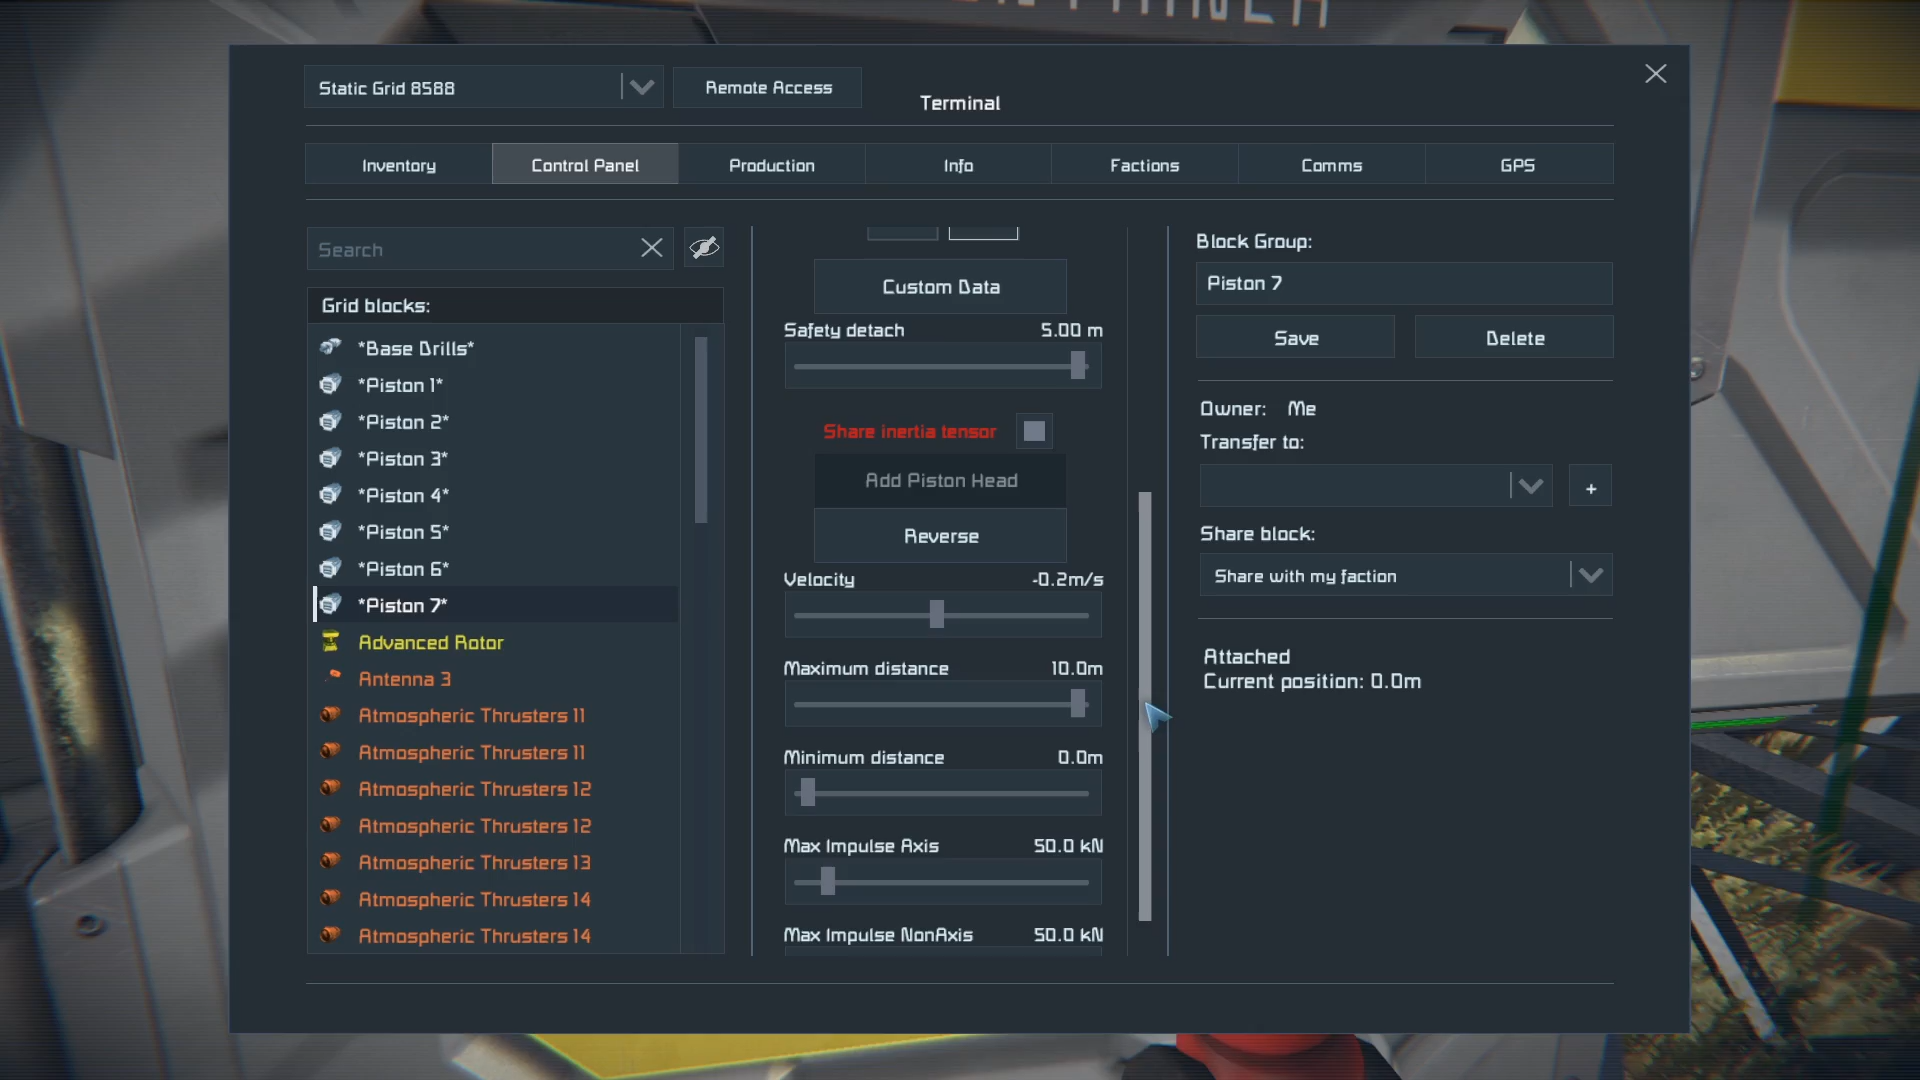 Static Grid 8588
Remote Access
Terminal
Inventory
Control Panel
Production
Info
Factions
Comms
GPS
Search
Grid blocks:
*Base Drills*
*Piston 1*
*Piston 2*
*Piston 3*
*Piston 4*
*Piston 5*
*Piston 6*
*Piston 7*
Advanced Rotor
Antenna 3
Atmospheric Thrusters 11
Atmospheric Thrusters 11
Atmospheric Thrusters 12
Atmospheric Thrusters 12
Atmospheric Thrusters 13
Atmospheric Thrusters 14
Atmospheric Thrusters 14
Custom Data
Safety detach 5.00 m
Share inertia tensor
Add Piston Head
Reverse
Velocity -0.2m/s
Maximum distance 10.0m
Minimum distance 0.0m
Max Impulse Axis 50.0 kN
Max Impulse NonAxis 50.0 kN
Block Group:
Piston 7
Save
Delete
Owner: Me
Transfer to:
+
Share block:
Share with my faction
Attached
Current position: 0.0m